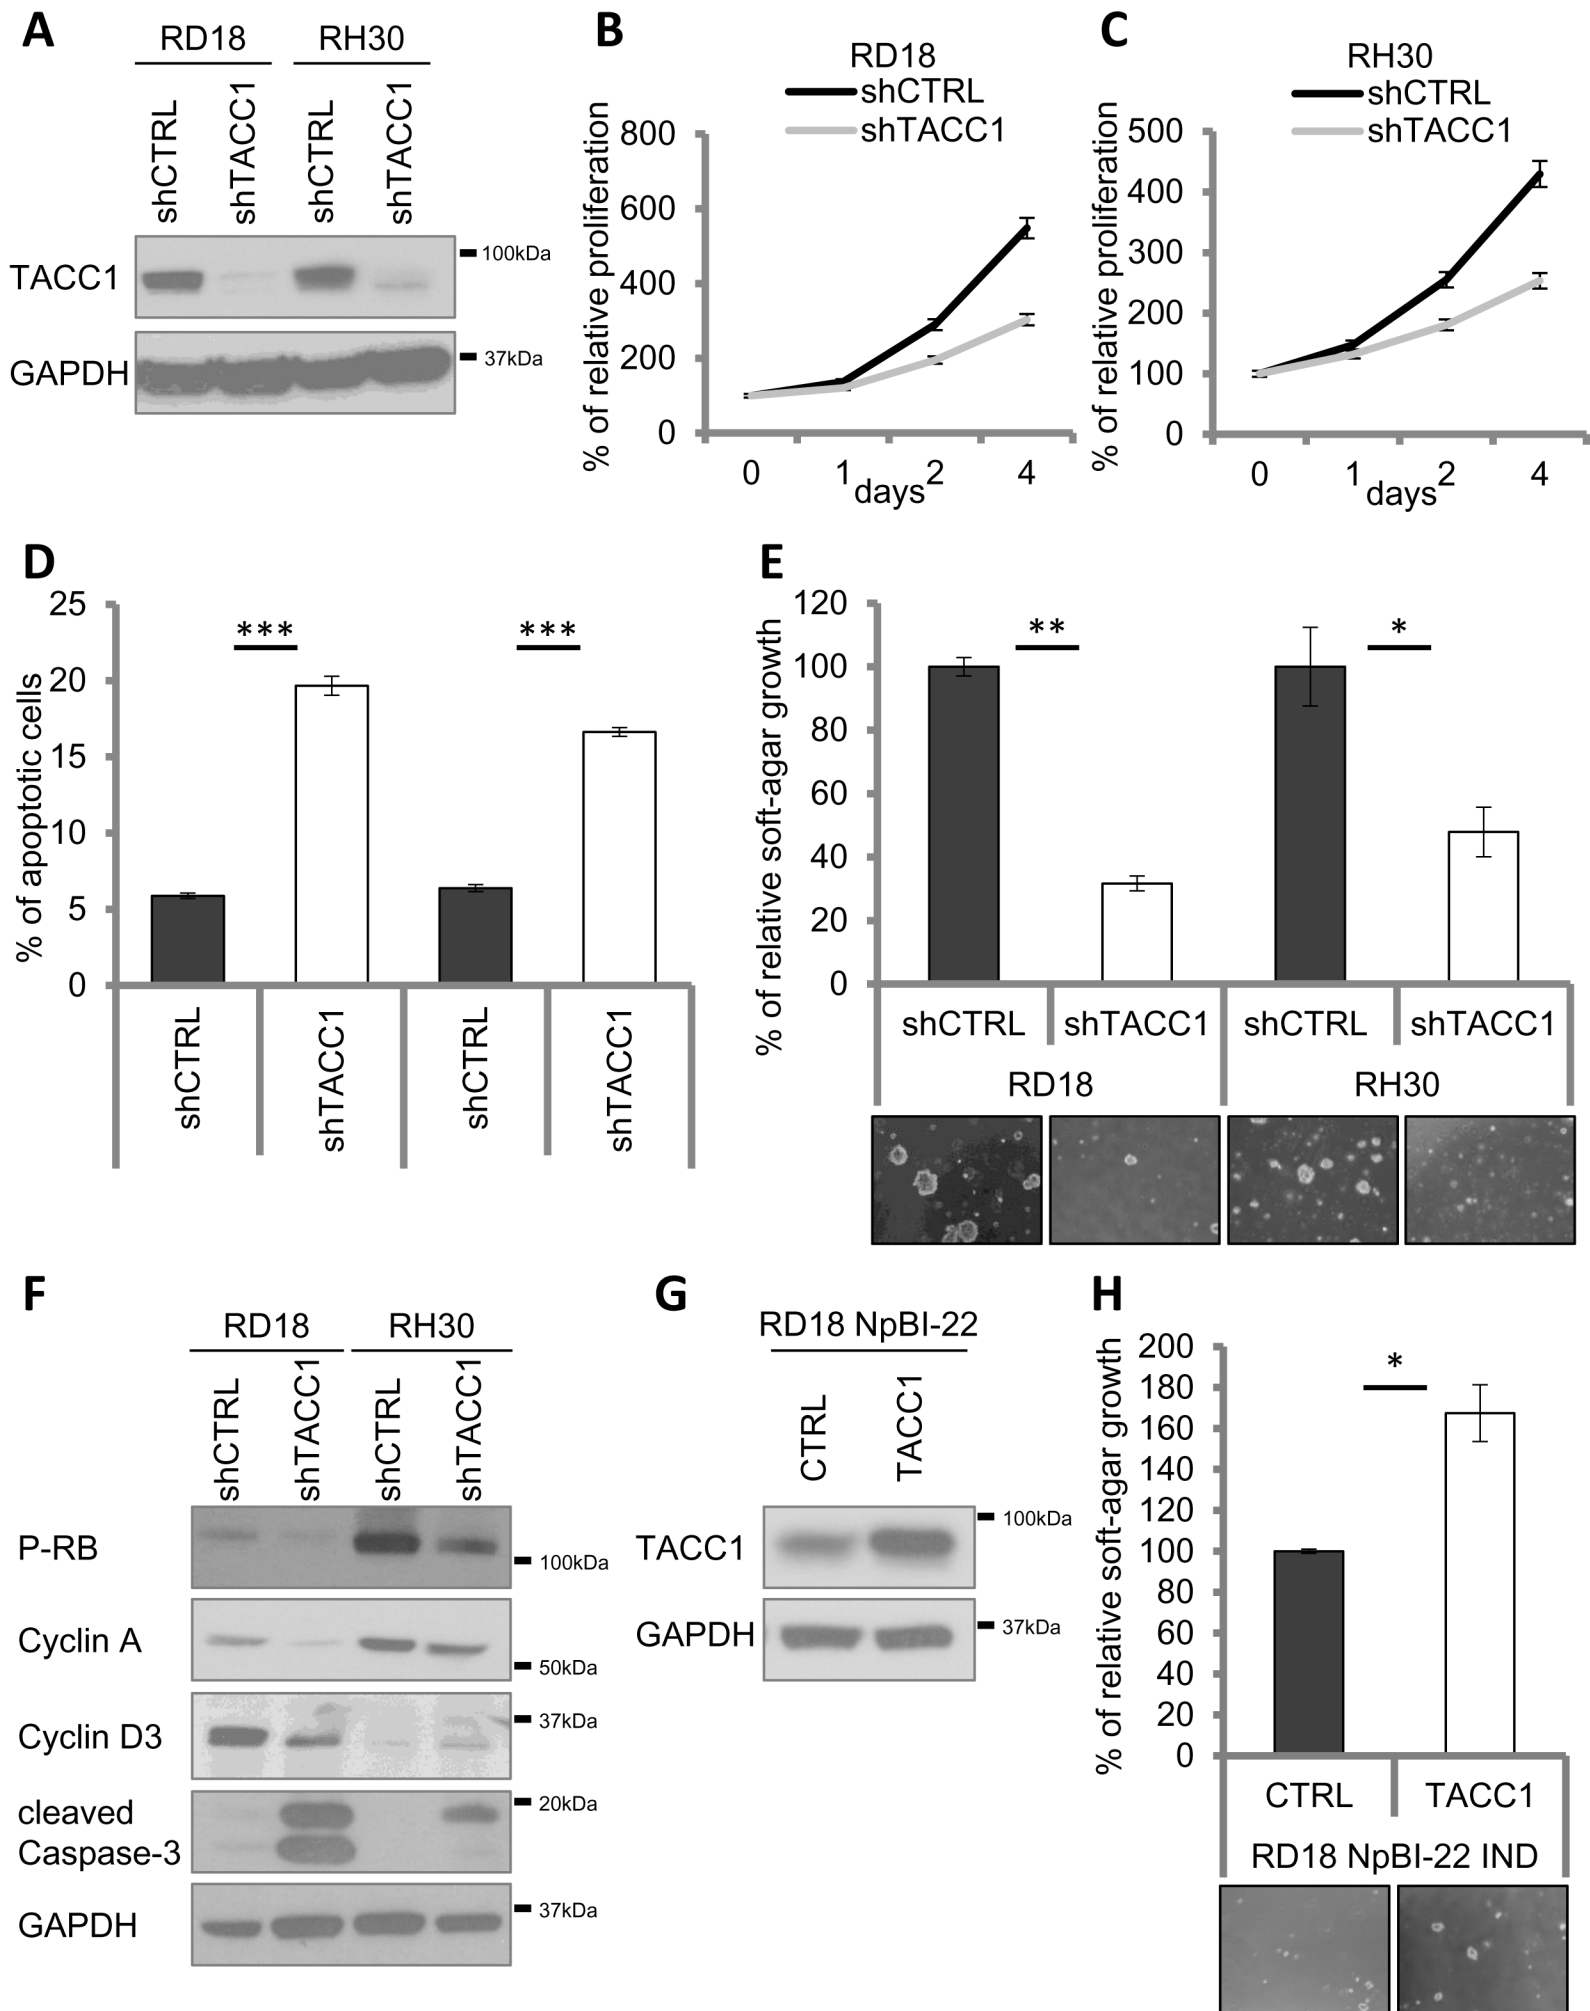 A
RD18 RH30
shCTRL
shTACC1
shCTRL
shTACC1
TACC1
100kDa
GAPDH
37kDa
B
RD18
shCTRL
shTACC1
% of relative proliferation
800
600
400
200
0
0 1 2 4
days
C
RH30
shCTRL
shTACC1
% of relative proliferation
500
400
300
200
100
0
0 1 2 4
days
D
% of apoptotic cells
25
20
15
10
5
0
*** ***
shCTRL
shTACC1
shCTRL
shTACC1
E
% of relative soft-agar growth
120
100
80
60
40
20
0
** *
shCTRL shTACC1 shCTRL shTACC1
RD18 RH30
F
RD18 RH30
shCTRL
shTACC1
shCTRL
shTACC1
P-RB
100kDa
Cyclin A
50kDa
Cyclin D3
37kDa
cleaved
Caspase-3
20kDa
GAPDH
37kDa
G
RD18 NpBI-22
CTRL
TACC1
TACC1
100kDa
GAPDH
37kDa
H
% of relative soft-agar growth
200
180
160
140
120
100
80
60
40
20
0
*
CTRL TACC1
RD18 NpBI-22 IND